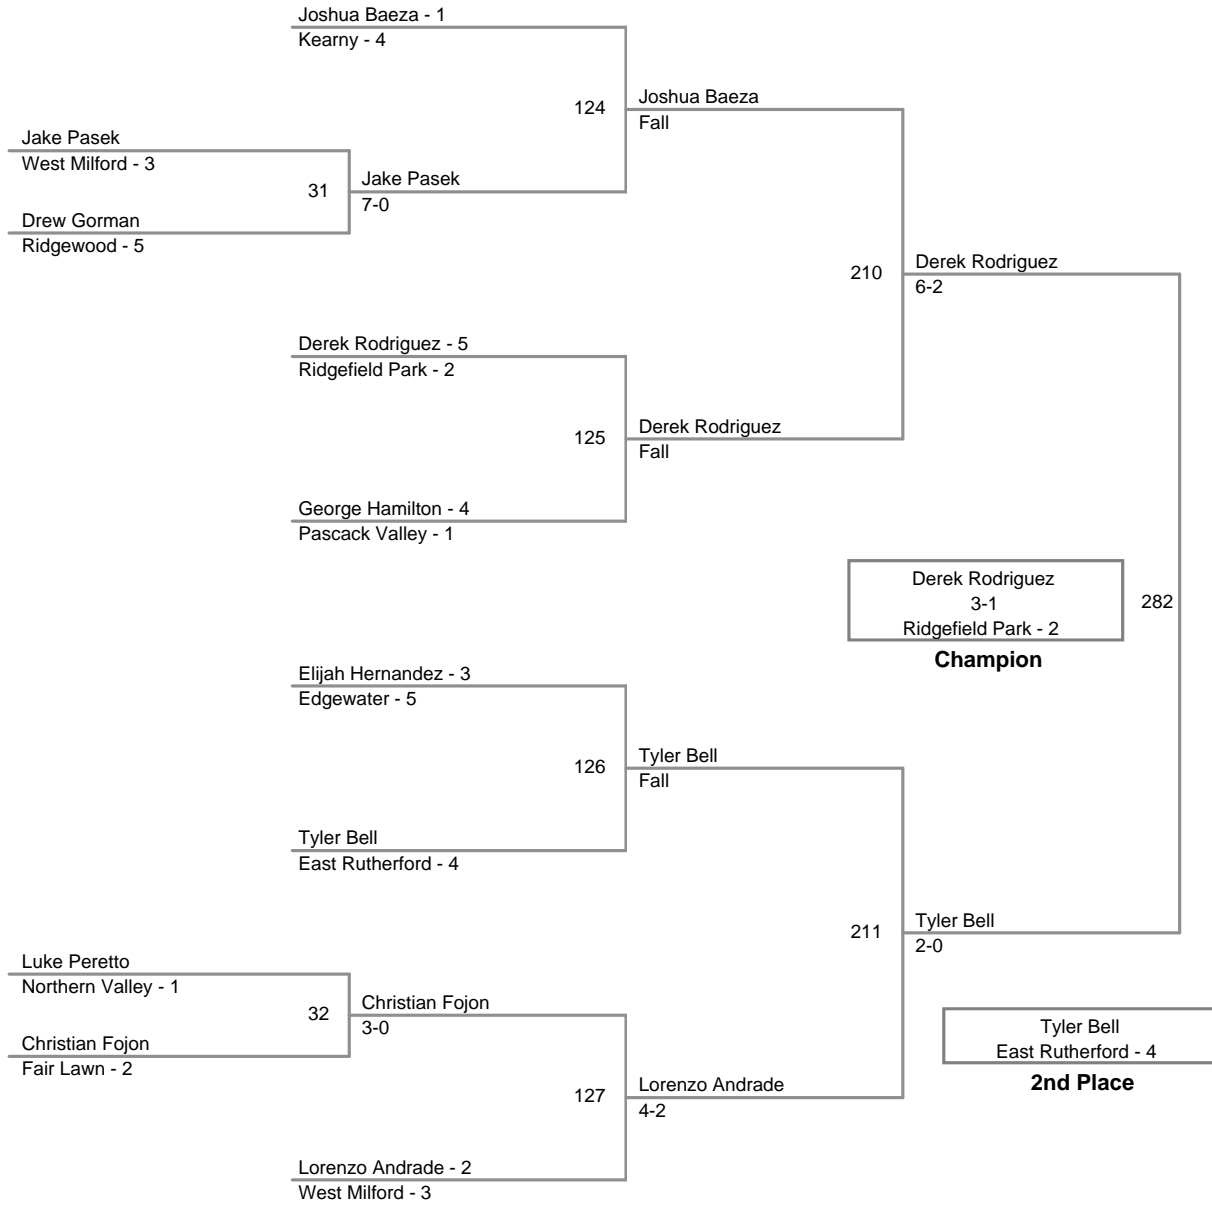 Joshua Baeza - 1
Kearny - 4
124
Joshua Baeza
Fall
Jake Pasek
West Milford - 3
31
Jake Pasek
7-0
Drew Gorman
Ridgewood - 5
210
Derek Rodriguez
6-2
Derek Rodriguez - 5
Ridgefield Park - 2
125
Derek Rodriguez
Fall
George Hamilton - 4
Pascack Valley - 1
Derek Rodriguez
3-1
Ridgefield Park - 2
Champion
282
Elijah Hernandez - 3
Edgewater - 5
126
Tyler Bell
Fall
Tyler Bell
East Rutherford - 4
211
Tyler Bell
2-0
Luke Peretto
Northern Valley - 1
32
Christian Fojon
3-0
Christian Fojon
Fair Lawn - 2
Tyler Bell
East Rutherford - 4
2nd Place
127
Lorenzo Andrade
4-2
Lorenzo Andrade - 2
West Milford - 3